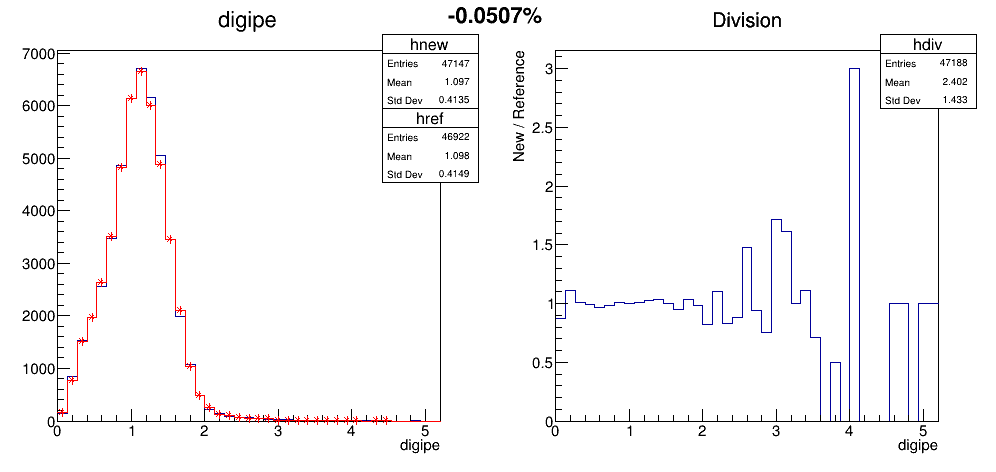 -0.0507%
digipe
hnew
Entries 47147
Mean 1.097
Std Dev 0.4135
href
Entries 46922
Mean 1.098
Std Dev 0.4149
7000
6000
5000
4000
3000
2000
1000
0
0 1 2 3 4 5
digipe
Division
hdiv
Entries 47188
Mean 2.402
Std Dev 1.433
New / Reference
3
2.5
2
1.5
1
0.5
0
0 1 2 3 4 5
digipe